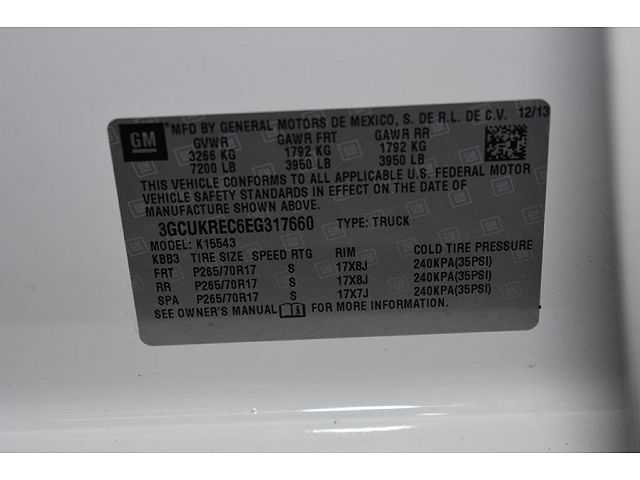 GM
MFD BY GENERAL MOTORS DE MEXICO, S. DE R.L. DE C.V. 12/13
GVWR GAWR FRT GAWR RR
3266 KG 1792 KG 1792 KG
7200 LB 3950 LB 3950 LB
THIS VEHICLE CONFORMS TO ALL APPLICABLE U.S. FEDERAL MOTOR
VEHICLE SAFETY STANDARDS IN EFFECT ON THE DATE OF
MANUFACTURE SHOWN ABOVE.
3GCUKREC6EG317660 TYPE: TRUCK
MODEL: K15543
KBB3 TIRE SIZE SPEED RTG RIM COLD TIRE PRESSURE
FRT P265/70R17 S 17X8J 240KPA(35PSI)
RR P265/70R17 S 17X8J 240KPA(35PSI)
SPA P265/70R17 S 17X7J 240KPA(35PSI)
SEE OWNER'S MANUAL FOR MORE INFORMATION.